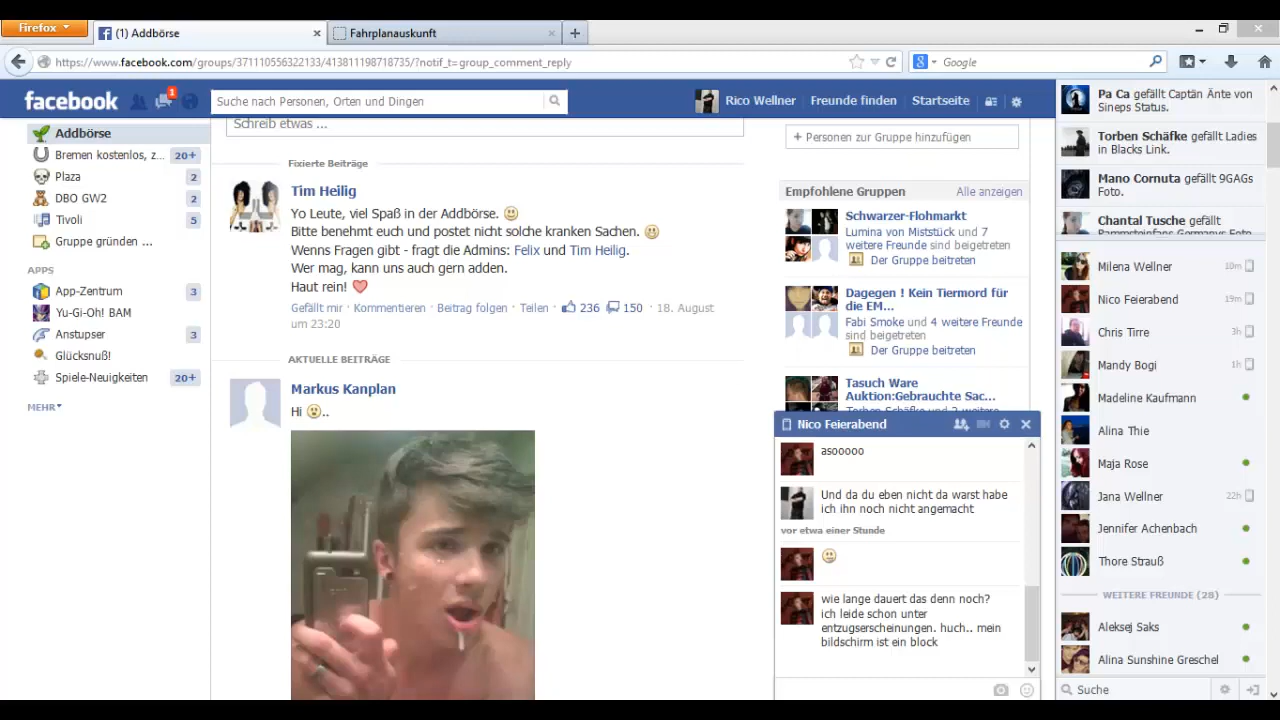 Firefox
(1) Addbörse
Fahrplanauskunft
https://www.facebook.com/groups/371110556322133/413811198718735/?notif_t=group_comment_reply
Google
facebook
1
Suche nach Personen, Orten und Dingen
Rico Wellner
Freunde finden
Startseite
Addbörse
Bremen kostenlos, z... 20+
Plaza 2
DBO GW2 2
Tivoli 5
Gruppe gründen ...
APPS
App-Zentrum 3
Yu-Gi-Oh! BAM
Anstupser 3
Glücksnuß!
Spiele-Neuigkeiten 20+
MEHR
Schreib etwas ...
Fixierte Beiträge
Tim Heilig
Yo Leute, viel Spaß in der Addbörse.
Bitte benehmt euch und postet nicht solche kranken Sachen.
Wenns Fragen gibt - fragt die Admins: Felix und Tim Heilig.
Wer mag, kann uns auch gern adden.
Haut rein!
Gefällt mir · Kommentieren · Beitrag folgen · Teilen · 236 150 · 18. August
um 23:20
AKTUELLE BEITRÄGE
Markus Kanplan
Hi ..
+ Personen zur Gruppe hinzufügen
Empfohlene Gruppen
Alle anzeigen
Schwarzer-Flohmarkt
Lumina von Miststück und 7
weitere Freunde sind beigetreten
Der Gruppe beitreten
Dagegen ! Kein Tiermord für
die EM...
Fabi Smoke und 4 weitere Freunde
sind beigetreten
Der Gruppe beitreten
Tasuch Ware
Auktion:Gebrauchte Sac...
Nico Feierabend
asooooo
Und da du eben nicht da warst habe
ich ihn noch nicht angemacht
vor etwa einer Stunde
wie lange dauert das denn noch?
ich leide schon unter
entzugserscheinungen. huch.. mein
bildschirm ist ein block
Pa Ca gefällt Captän Änte von
Sineps Status.
Torben Schäfke gefällt Ladies
in Blacks Link.
Mano Cornuta gefällt 9GAGs
Foto.
Chantal Tusche gefällt
Rammsteinfans Germanys Foto
Milena Wellner 10m
Nico Feierabend 19m
Chris Tirre 3h
Mandy Bogi 1h
Madeline Kaufmann
Alina Thie
Maja Rose
Jana Wellner 22h
Jennifer Achenbach
Thore Strauß
WEITERE FREUNDE (28)
Aleksej Saks
Alina Sunshine Greschel
Suche